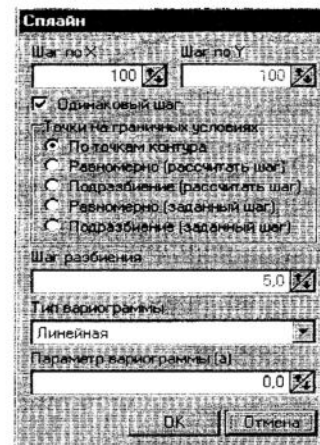 Сплайн
Шаг по X Шаг по Y
100 100
Одинаковый шаг
Точки на граничных условиях
По точкам контура
Равномерно (рассчитать шаг)
Подразбиение (рассчитать шаг)
Равномерно (заданный шаг)
Подразбиение (заданный шаг)
Шаг разбиения
5,0
Тип вариограммы
Линейная
Параметр вариограммы (a)
0,0
OK Отмена